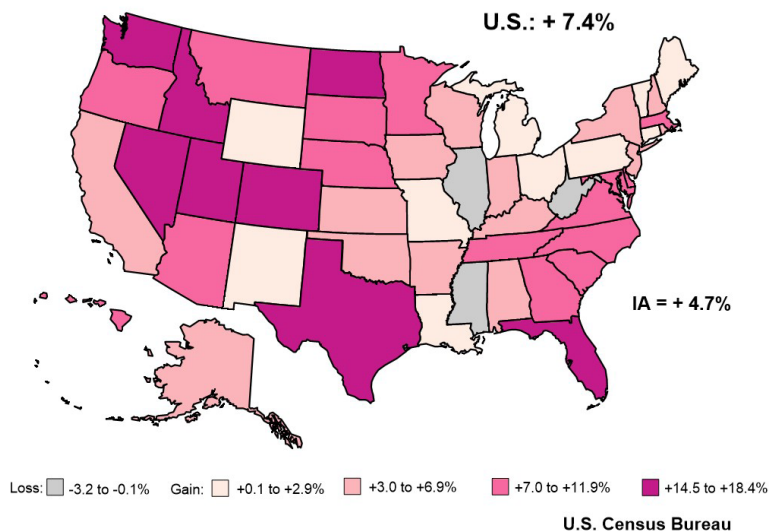 U.S.: + 7.4%
IA = + 4.7%
Loss: -3.2 to -0.1% Gain: +0.1 to +2.9% +3.0 to +6.9% +7.0 to +11.9% +14.5 to +18.4%
U.S. Census Bureau